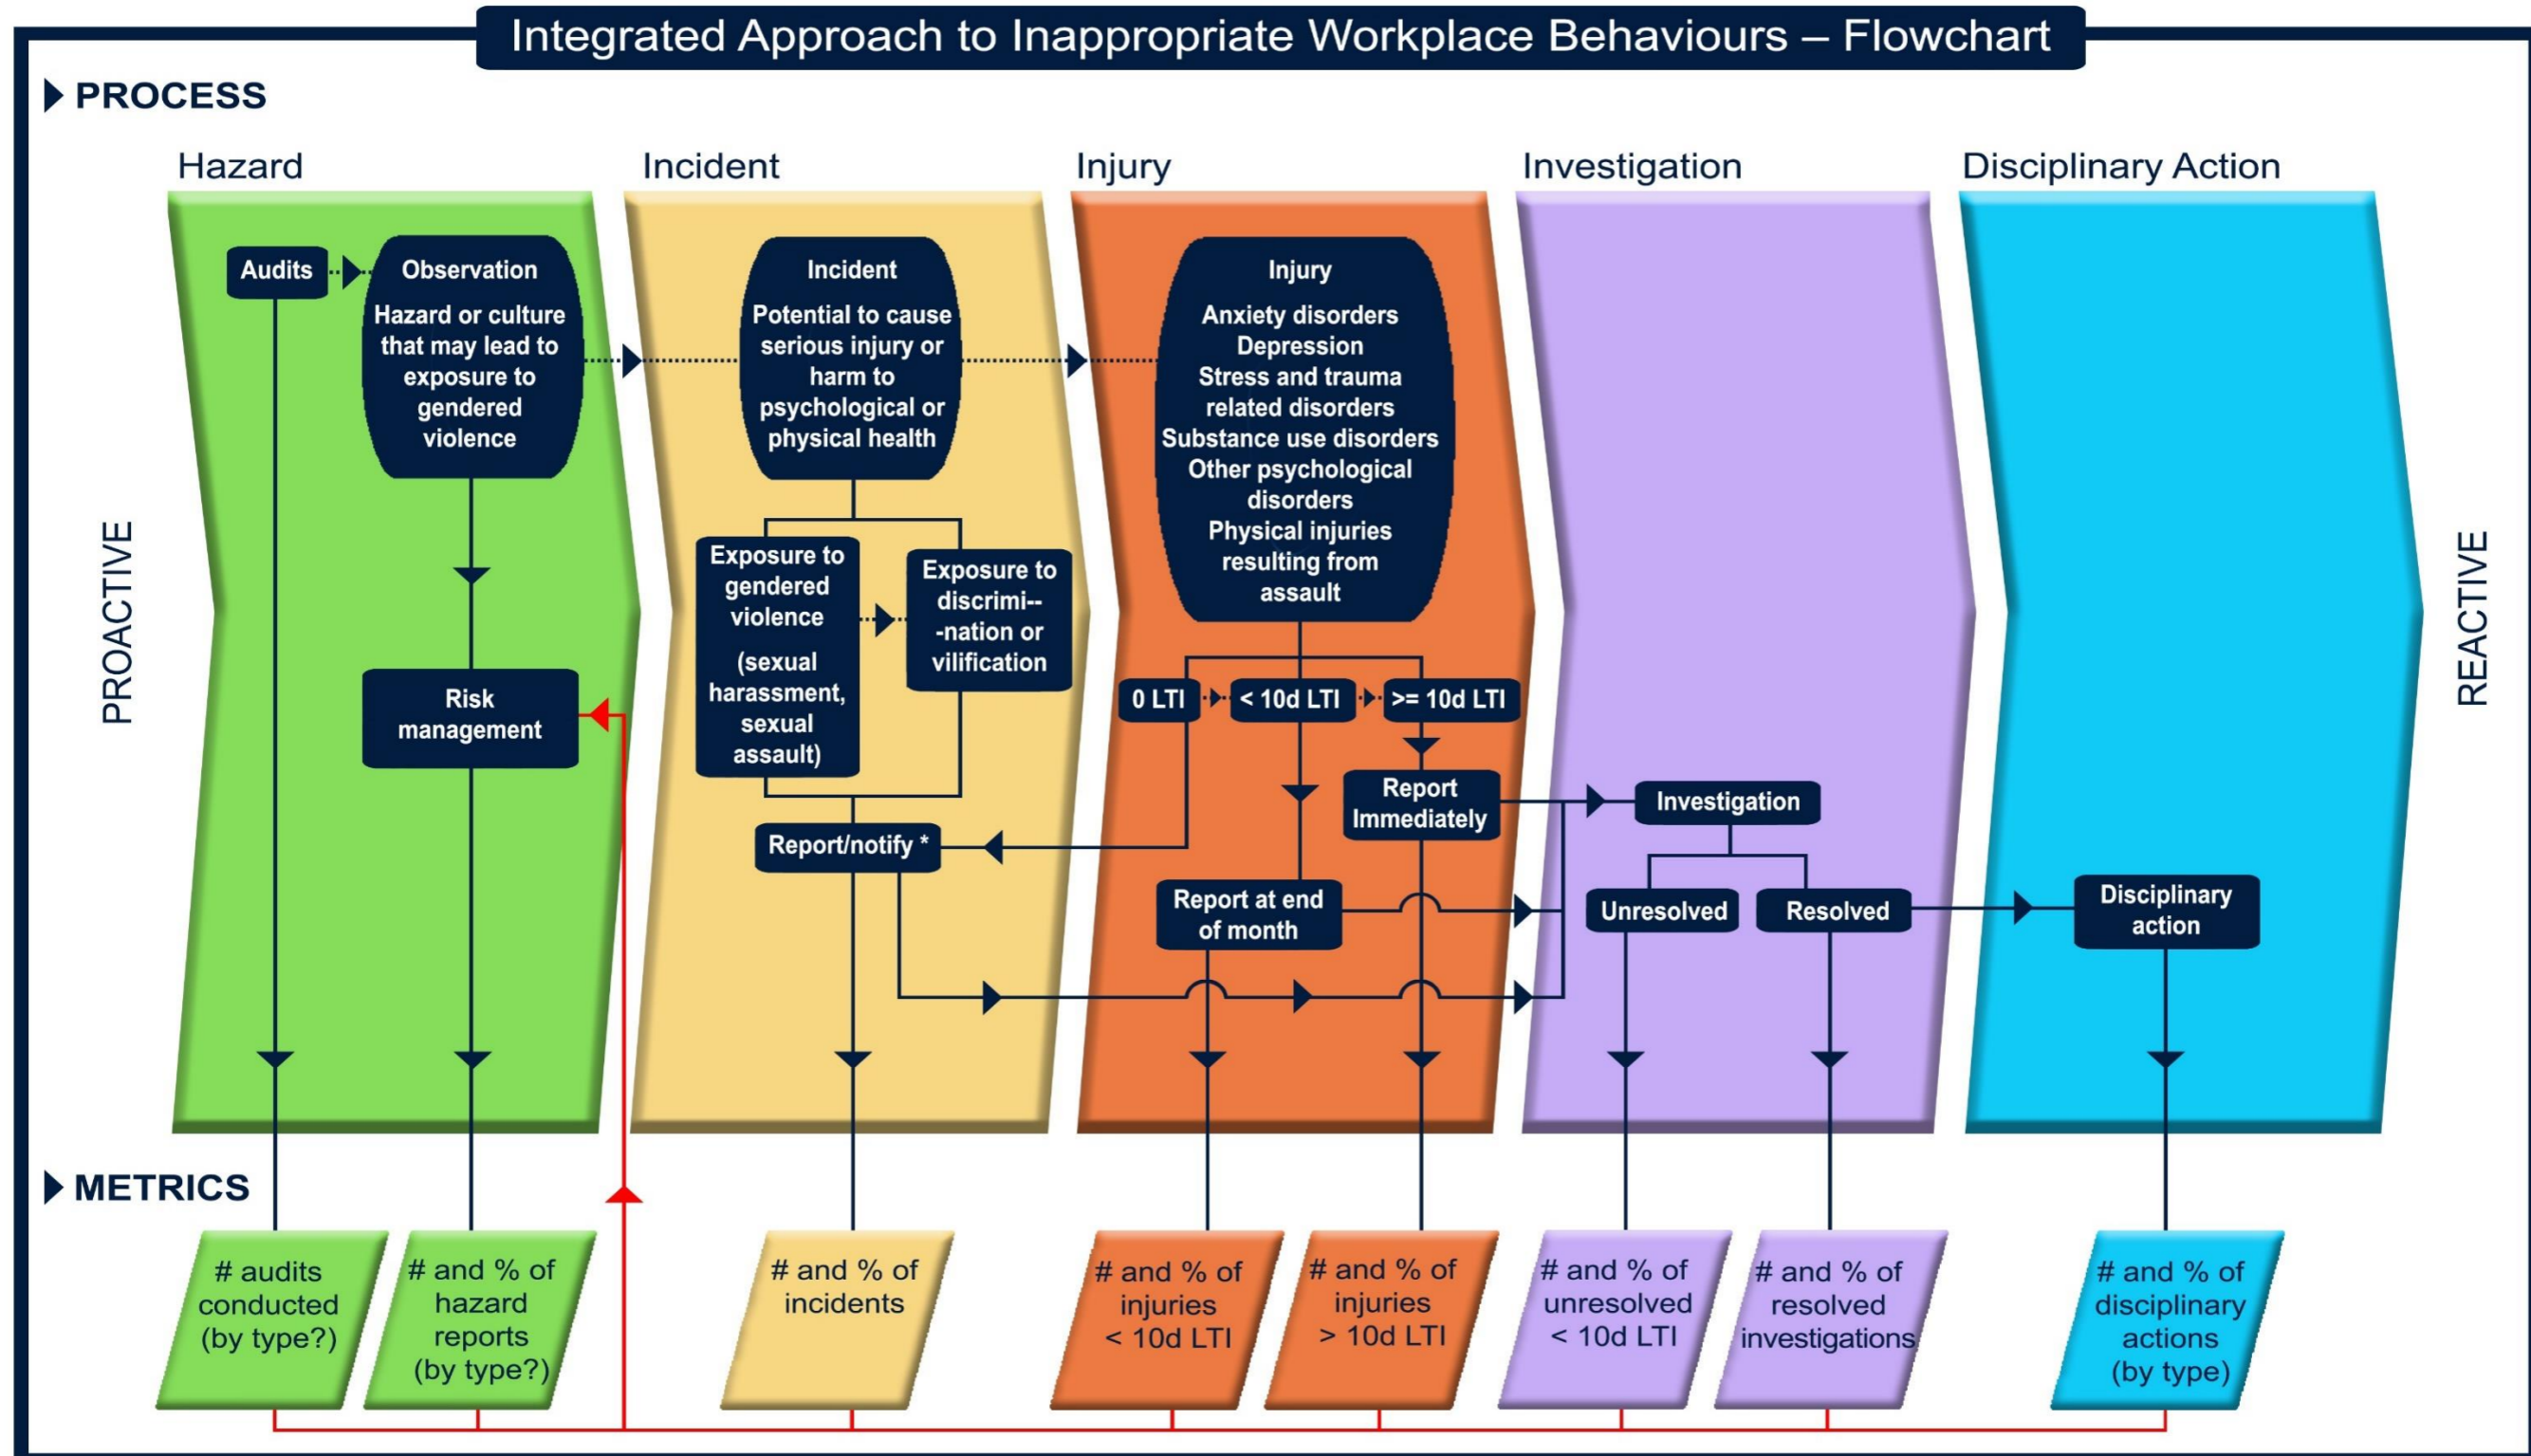 Integrated Approach to Inappropriate Workplace Behaviours – Flowchart
PROCESS
Hazard
Incident
Injury
Investigation
Disciplinary Action
PROACTIVE
Audits
Observation
Hazard or culture
that may lead to
exposure to
gendered
violence
Risk
management
Incident
Potential to cause
serious injury or
harm to
psychological or
physical health
Exposure to
gendered
violence
(sexual
harassment,
sexual
assault)
Exposure to
discrimi--
-nation or
vilification
Report/notify *
Injury
Anxiety disorders
Depression
Stress and trauma
related disorders
Substance use disorders
Other psychological
disorders
Physical injuries
resulting from
assault
0 LTI
< 10d LTI
>= 10d LTI
Report
Immediately
Report at end
of month
Investigation
Unresolved
Resolved
Disciplinary
action
REACTIVE
METRICS
# audits
conducted
(by type?)
# and % of
hazard
reports
(by type?)
# and % of
incidents
# and % of
injuries
< 10d LTI
# and % of
injuries
> 10d LTI
# and % of
unresolved
< 10d LTI
# and % of
resolved
investigations
# and % of
disciplinary
actions
(by type)